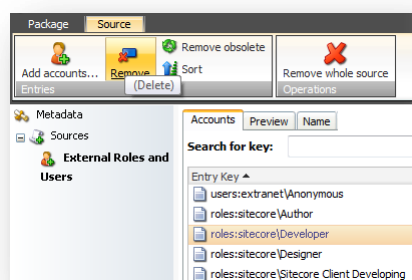 Package Source
Add accounts... Remove Remove obsolete
Sort
Remove whole source
(Delete)
Entries Operations
Metadata
Sources
External Roles and
Users
Accounts Preview Name
Search for key:
Entry Key
users:extranet\Anonymous
roles:sitecore\Author
roles:sitecore\Developer
roles:sitecore\Designer
roles:sitecore\Sitecore Client Developing